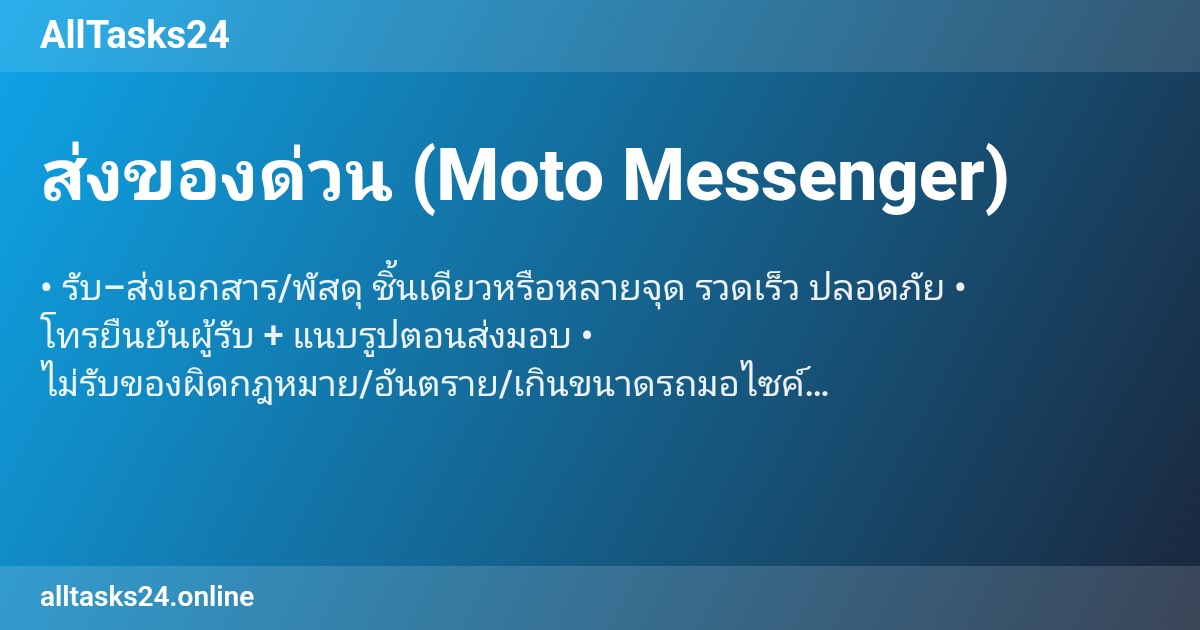 AllTasks24
ส่งของด่วน (Moto Messenger)
• รับ–ส่งเอกสาร/พัสดุ ชิ้นเดียวหรือหลายจุด รวดเร็ว ปลอดภัย •
โทรยืนยันผู้รับ + แนบรูปตอนส่งมอบ •
ไม่รับของผิดกฎหมาย/อันตราย/เกินขนาดรถมอไซค์…
alltasks24.online